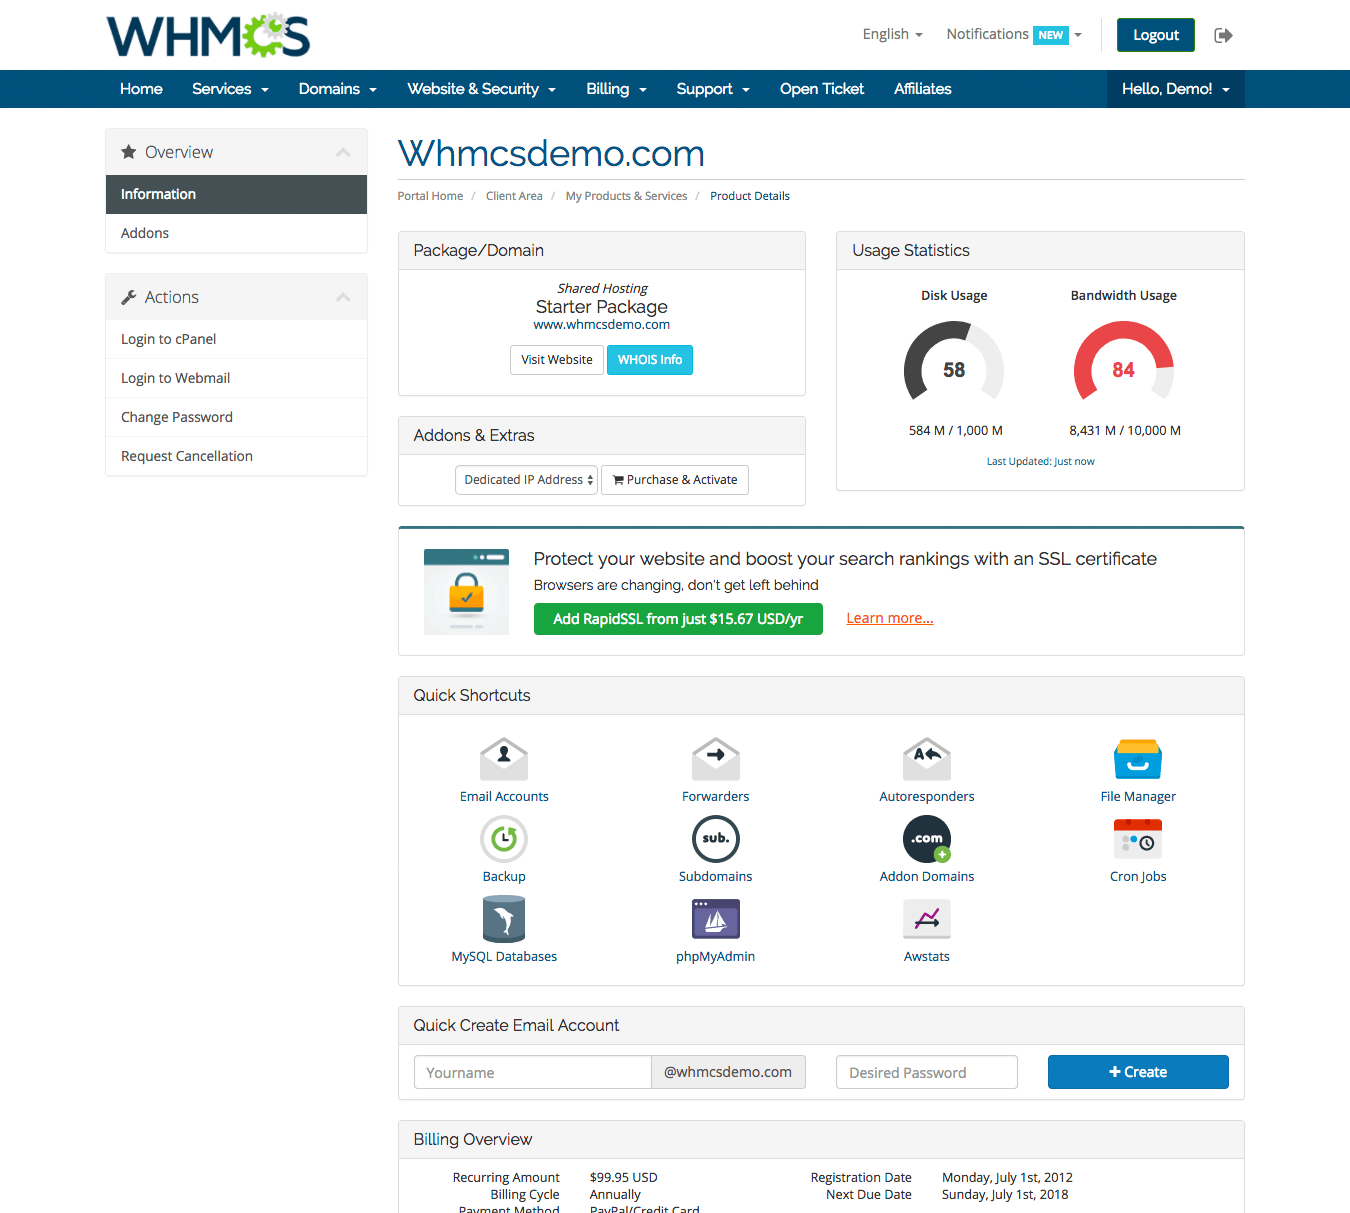 WHMCS
English
Notifications NEW
Logout
Home
Services
Domains
Website & Security
Billing
Support
Open Ticket
Affiliates
Hello, Demo!
Overview
Information
Addons
Actions
Login to cPanel
Login to Webmail
Change Password
Request Cancellation
Whmcsdemo.com
Portal Home / Client Area / My Products & Services / Product Details
Package/Domain
Shared Hosting
Starter Package
www.whmcsdemo.com
Visit Website
WHOIS Info
Addons & Extras
Dedicated IP Address
Purchase & Activate
Usage Statistics
Disk Usage
Bandwidth Usage
58
84
584 M / 1,000 M
8,431 M / 10,000 M
Last Updated: Just now
Protect your website and boost your search rankings with an SSL certificate
Browsers are changing, don't get left behind
Add RapidSSL from just $15.67 USD/yr
Learn more...
Quick Shortcuts
A
Email Accounts
Forwarders
Autoresponders
File Manager
sub.
.com
Backup
Subdomains
Addon Domains
Cron Jobs
MySQL Databases
phpMyAdmin
Awstats
Quick Create Email Account
Yourname
@whmcsdemo.com
Desired Password
Create
Billing Overview
Recurring Amount $99.95 USD
Registration Date Monday, July 1st, 2012
Billing Cycle Annually
Next Due Date Sunday, July 1st, 2018
Payment Method PayPal/Credit Card